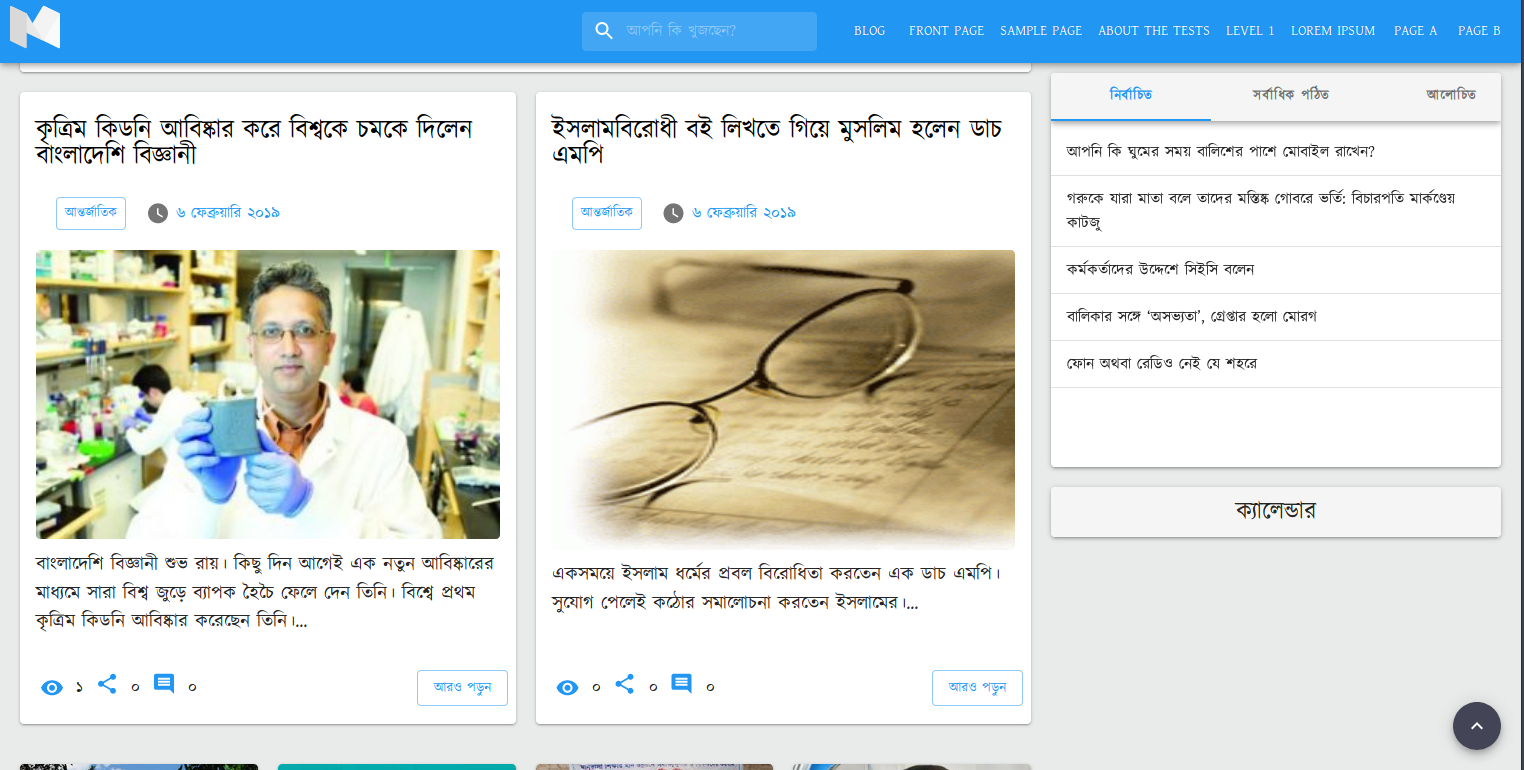 আপনি কি খুজছেন?
BLOG
FRONT PAGE
SAMPLE PAGE
ABOUT THE TESTS
LEVEL 1
LOREM IPSUM
PAGE A
PAGE B
কৃত্রিম কিডনি আবিষ্কার করে বিশ্বকে চমকে দিলেন
বাংলাদেশি বিজ্ঞানী
আন্তর্জাতিক
৬ ফেব্রুয়ারি ২০১৯
বাংলাদেশি বিজ্ঞানী শুভ রায়। কিছু দিন আগেই এক নতুন আবিষ্কারের
মাধ্যমে সারা বিশ্ব জুড়ে ব্যাপক হৈচৈ ফেলে দেন তিনি। বিশ্বে প্রথম
কৃত্রিম কিডনি আবিষ্কার করেছেন তিনি।...
১ ০ ০
আরও পড়ুন
ইসলামবিরোধী বই লিখতে গিয়ে মুসলিম হলেন ডাচ
এমপি
আন্তর্জাতিক
৬ ফেব্রুয়ারি ২০১৯
একসময়ে ইসলাম ধর্মের প্রবল বিরোধিতা করতেন এক ডাচ এমপি।
সুযোগ পেলেই কঠোর সমালোচনা করতেন ইসলামের।...
০ ০ ০
আরও পড়ুন
নির্বাচিত
সর্বাধিক পঠিত
আলোচিত
আপনি কি ঘুমের সময় বালিশের পাশে মোবাইল রাখেন?
গরুকে যারা মাতা বলে তাদের মস্তিষ্ক গোবরে ভর্তি: বিচারপতি মার্কণ্ডেয়
কাটজু
কর্মকর্তাদের উদ্দেশে সিইসি বলেন
বালিকার সঙ্গে ‘অসভ্যতা’, গ্রেপ্তার হলো মোরগ
ফোন অথবা রেডিও নেই যে শহরে
ক্যালেন্ডার